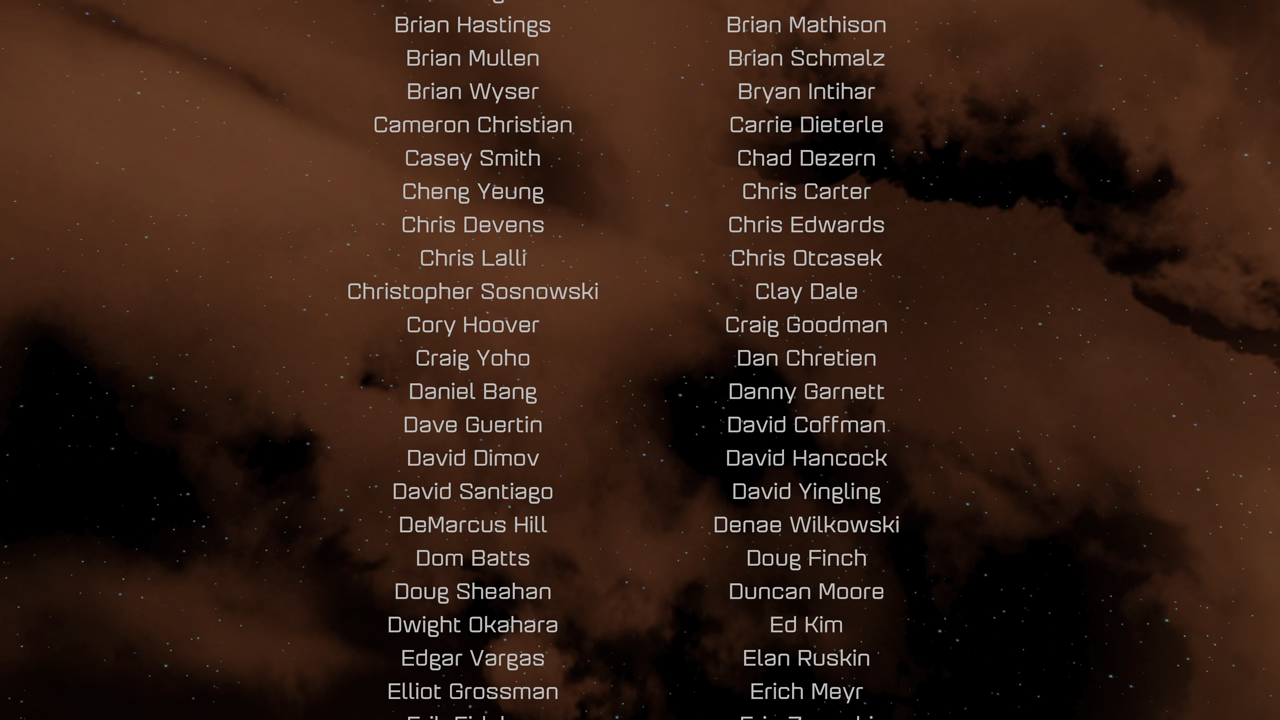 Brian Hastings Brian Mathison
Brian Mullen Brian Schmalz
Brian Wyser Bryan Intihar
Cameron Christian Carrie Dieterle
Casey Smith Chad Dezern
Cheng Yeung Chris Carter
Chris Devens Chris Edwards
Chris Lalli Chris Otcasek
Christopher Sosnowski Clay Dale
Cory Hoover Craig Goodman
Craig Yoho Dan Chretien
Daniel Bang Danny Garnett
Dave Guertin David Coffman
David Dimov David Hancock
David Santiago David Yingling
DeMarcus Hill Denae Wilkowski
Dom Batts Doug Finch
Doug Sheahan Duncan Moore
Dwight Okahara Ed Kim
Edgar Vargas Elan Ruskin
Elliot Grossman Erich Meyr